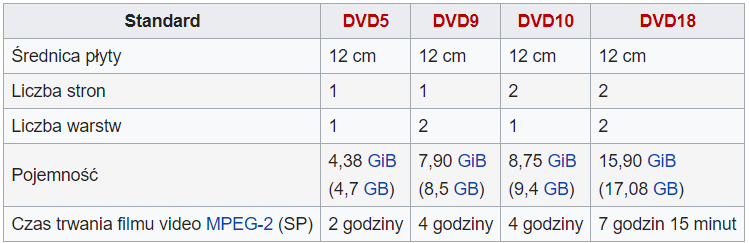 Standard DVD5 DVD9 DVD10 DVD18
Średnica płyty 12 cm 12 cm 12 cm 12 cm
Liczba stron 1 1 2 2
Liczba warstw 1 2 1 2
Pojemność 4,38 GiB (4,7 GB) 7,90 GiB (8,5 GB) 8,75 GiB (9,4 GB) 15,90 GiB (17,08 GB)
Czas trwania filmu video MPEG-2 (SP) 2 godziny 4 godziny 4 godziny 7 godzin 15 minut